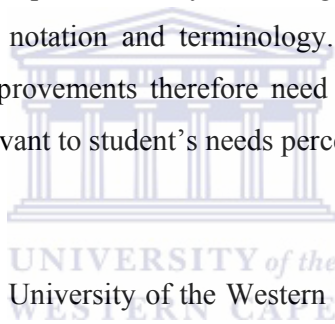 notation and terminology.
provements therefore need
vant to student's needs perc
UNIVERSITY of the
University of the Western
WESTERN CAPE